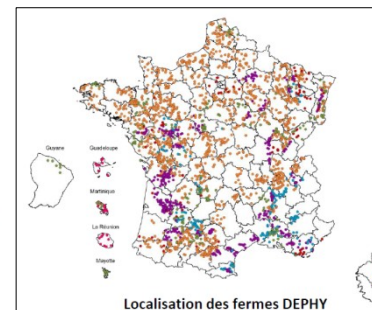 Guyane
Guadeloupe
Martinique
La Réunion
Mayotte
Localisation des fermes DEPHY